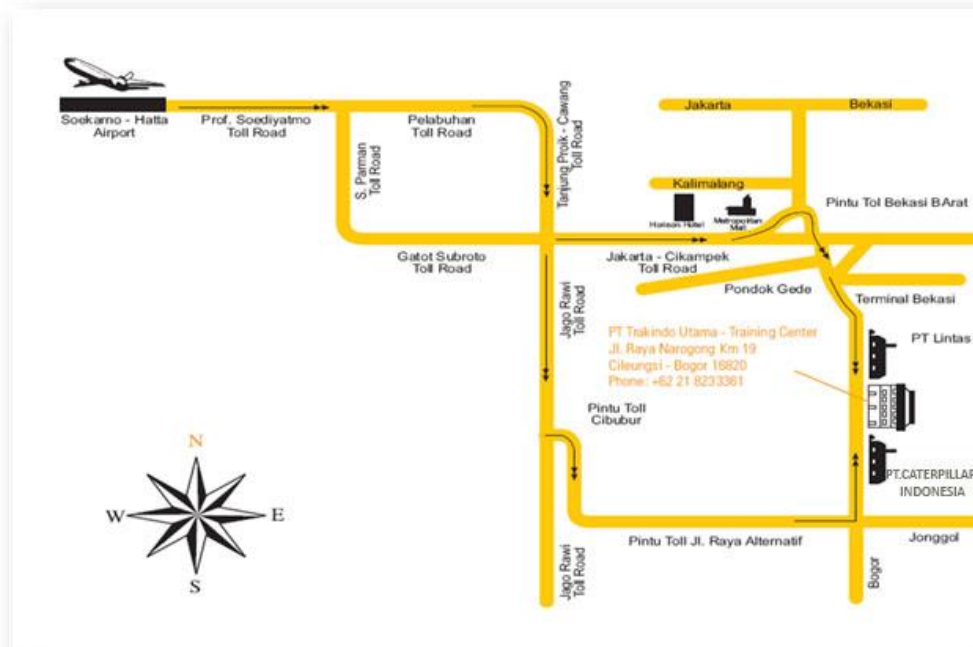 Soekarno - Hatta
Airport
Prof. Soediyatmo
Toll Road
Pelabuhan
Toll Road
S. Parman
Toll Road
Tanjung Proik - Cawang
Toll Road
Jakarta
Bekasi
Kalimalang
Horison Hotel
Metropolitan
Mall
Pintu Tol Bekasi BArat
Gatot Subroto
Toll Road
Jakarta - Cikampek
Toll Road
Pondok Gede
Terminal Bekasi
Jago Rawi
Toll Road
PT Trakindo Utama - Training Center
Jl. Raya Narogong Km 19
Cileungsi - Bogor 16820
Phone: +62 21 8233361
PT Lintas
Pintu Toll
Cibubur
PT.CATERPILLAR
INDONESIA
N
W
E
S
Pintu Toll Jl. Raya Alternatif
Jonggol
Jago Rawi
Toll Road
Bogor